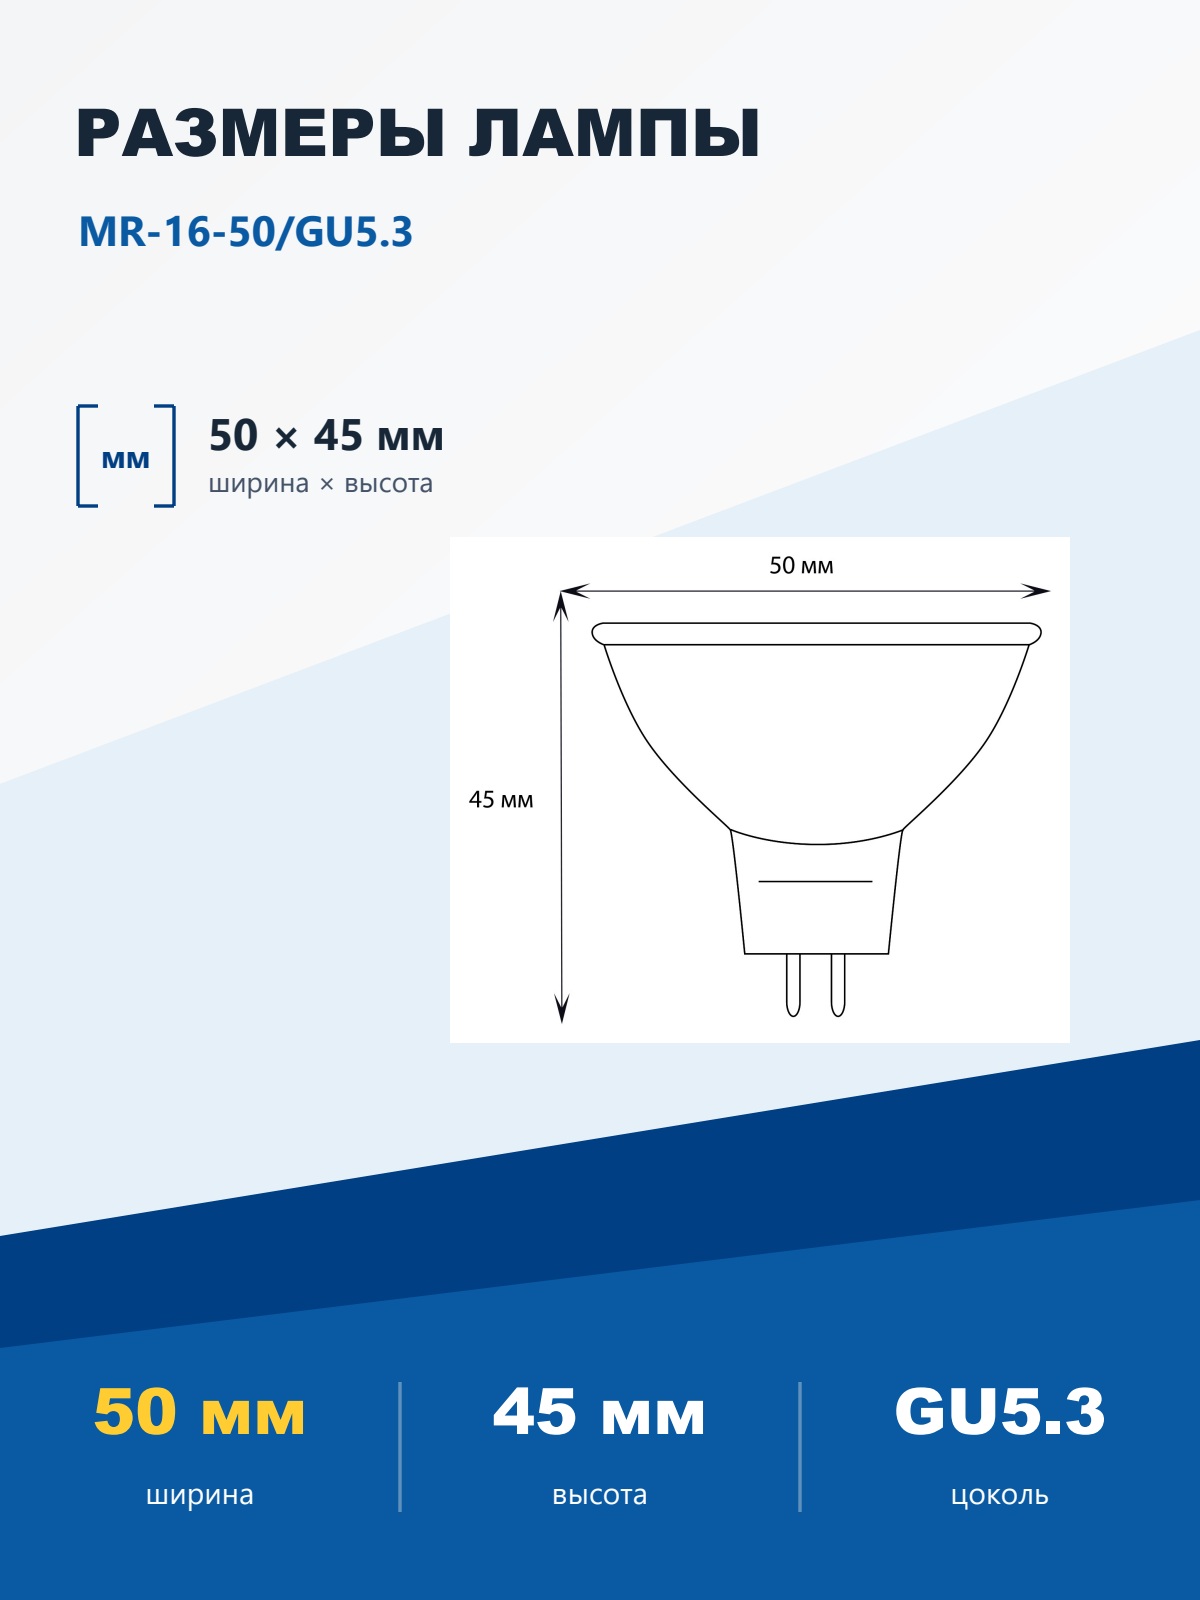 РАЗМЕРЫ ЛАМПЫ
MR-16-50/GU5.3
мм
50 × 45 мм
ширина × высота
50 мм
45 мм
50 мм
ширина
45 мм
высота
GU5.3
цоколь